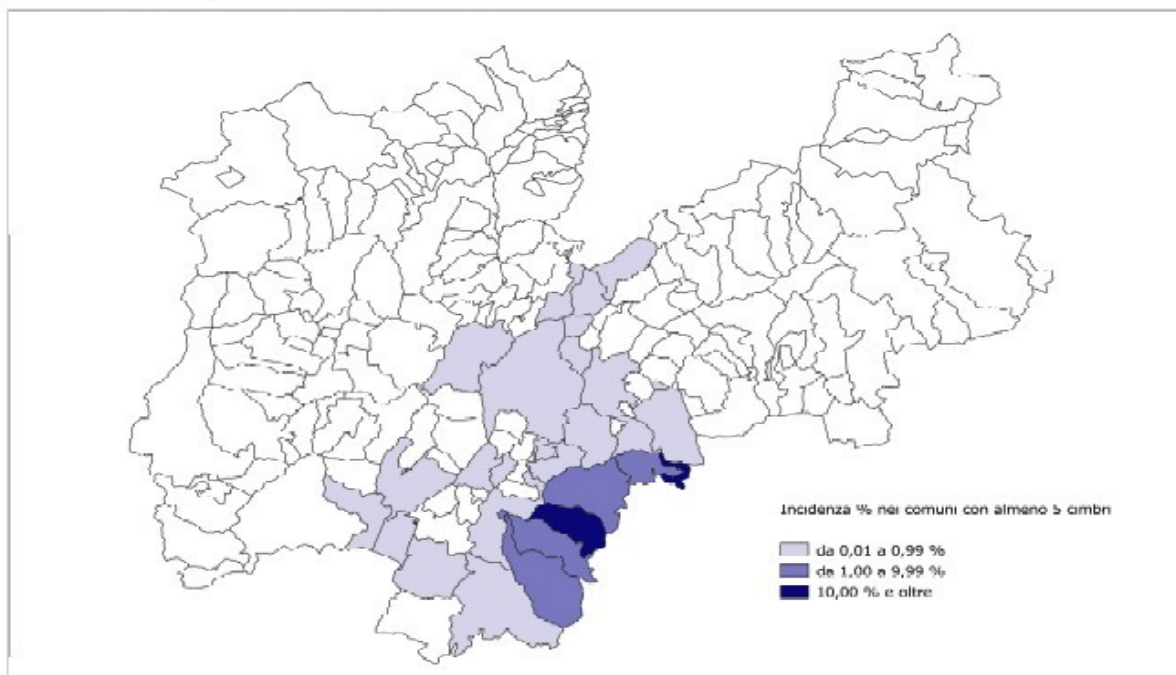 Incidenza % nei comuni con almeno 5 cimbri
da 0,01 a 0,99 %
da 1,00 a 9,99 %
10,00 % e oltre